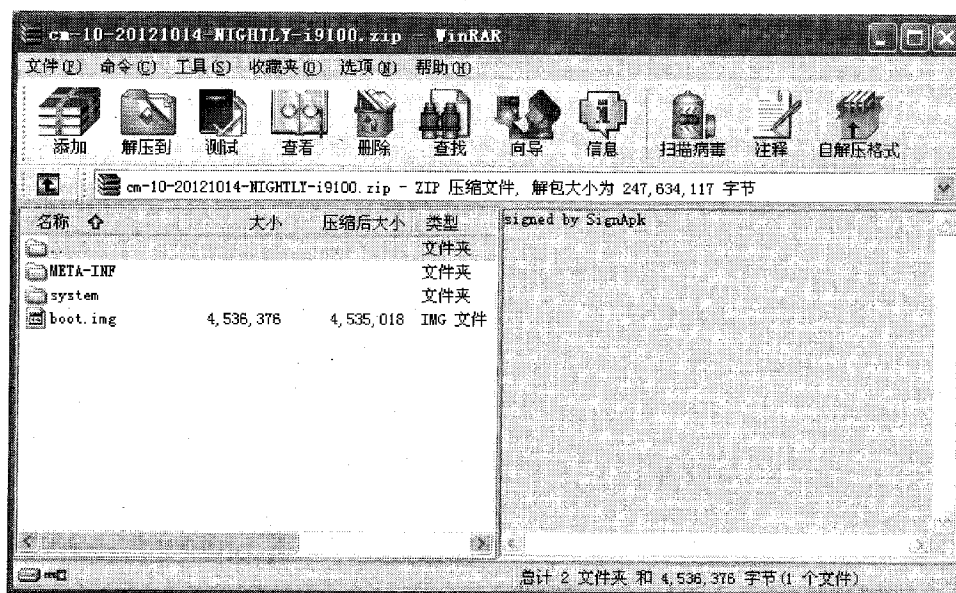 cm-10-20121014-NIGHTLY-i9100.zip - WinRAR
文件(F) 命令(C) 工具(S) 收藏夹(O) 选项(N) 帮助(H)
添加 解压到 测试 查看 删除 查找 向导 信息 扫描病毒 注释 自解压格式
cm-10-20121014-NIGHTLY-i9100.zip - ZIP 压缩文件, 解包大小为 247,634,117 字节
名称 大小 压缩后大小 类型
.. 文件夹
META-INF 文件夹
system 文件夹
boot.img 4,536,376 4,535,018 IMG 文件
signed by SignApk
总计 2 文件夹 和 4,536,376 字节(1 个文件)